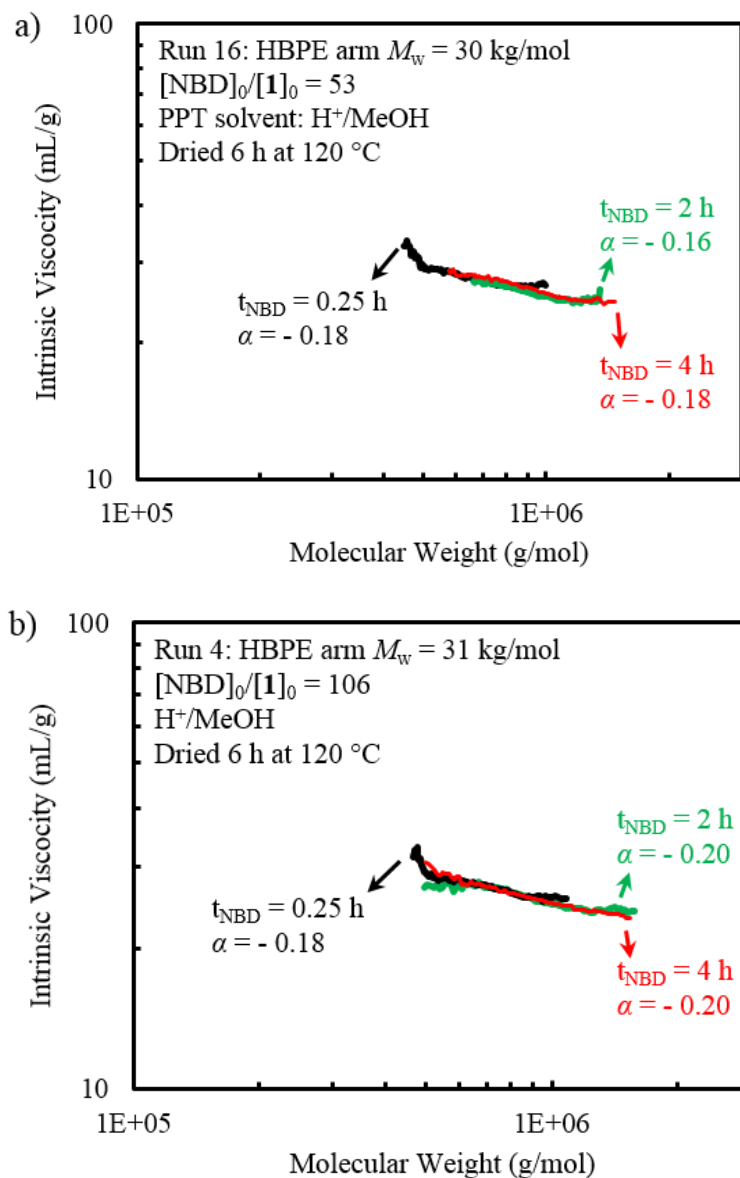 a)
100
Run 16: HBPE arm Mw = 30 kg/mol
[NBD]0/[1]0 = 53
PPT solvent: H+/MeOH
Dried 6 h at 120 °C
Intrinsic Viscocity (mL/g)
tNBD = 2 h
α = - 0.16
tNBD = 0.25 h
α = - 0.18
tNBD = 4 h
α = - 0.18
10
1E+05
1E+06
Molecular Weight (g/mol)
b)
100
Run 4: HBPE arm Mw = 31 kg/mol
[NBD]0/[1]0 = 106
H+/MeOH
Dried 6 h at 120 °C
Intrinsic Viscocity (mL/g)
tNBD = 2 h
α = - 0.20
tNBD = 0.25 h
α = - 0.18
tNBD = 4 h
α = - 0.20
10
1E+05
1E+06
Molecular Weight (g/mol)